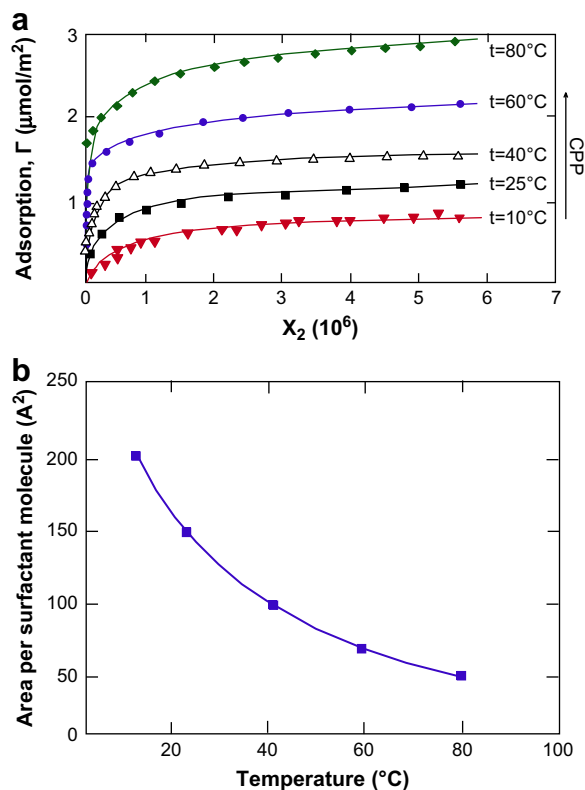 a
3
2
1
0
Adsorption, Γ (μmol/m²)
t=80°C
t=60°C
t=40°C
t=25°C
t=10°C
CPP
0 1 2 3 4 5 6 7
X₂ (10⁶)
b
250
200
150
100
50
0
Area per surfactant molecule (A²)
20 40 60 80 100
Temperature (°C)